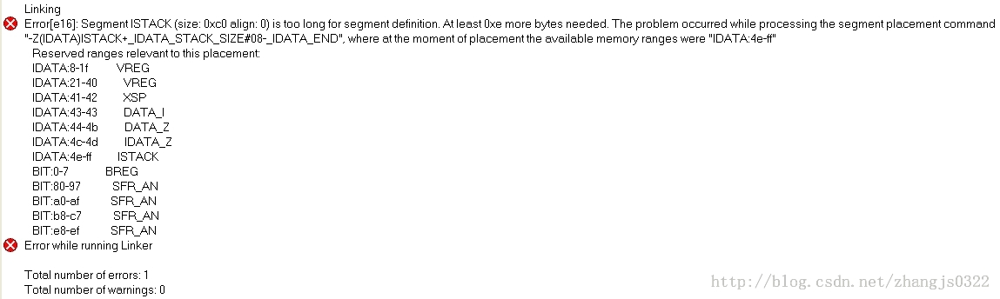 Linking
Error[e16]: Segment ISTACK (size: 0xc0 align: 0) is too long for segment definition. At least 0xe more bytes needed. The problem occurred while processing the segment placement command
"-Z(IDATA)ISTACK+_IDATA_STACK_SIZE#08-_IDATA_END", where at the moment of placement the available memory ranges were "IDATA:4e-ff"
Reserved ranges relevant to this placement:
IDATA:8-1f VREG
IDATA:21-40 VREG
IDATA:41-42 XSP
IDATA:43-43 DATA_I
IDATA:44-4b DATA_Z
IDATA:4c-4d IDATA_Z
IDATA:4e-ff ISTACK
BIT:0-7 BREG
BIT:80-97 SFR_AN
BIT:a0-af SFR_AN
BIT:b8-c7 SFR_AN
BIT:e8-ef SFR_AN
Error while running Linker
Total number of errors: 1
Total number of warnings: 0
http://blog.csdn.net/zhangjs0322